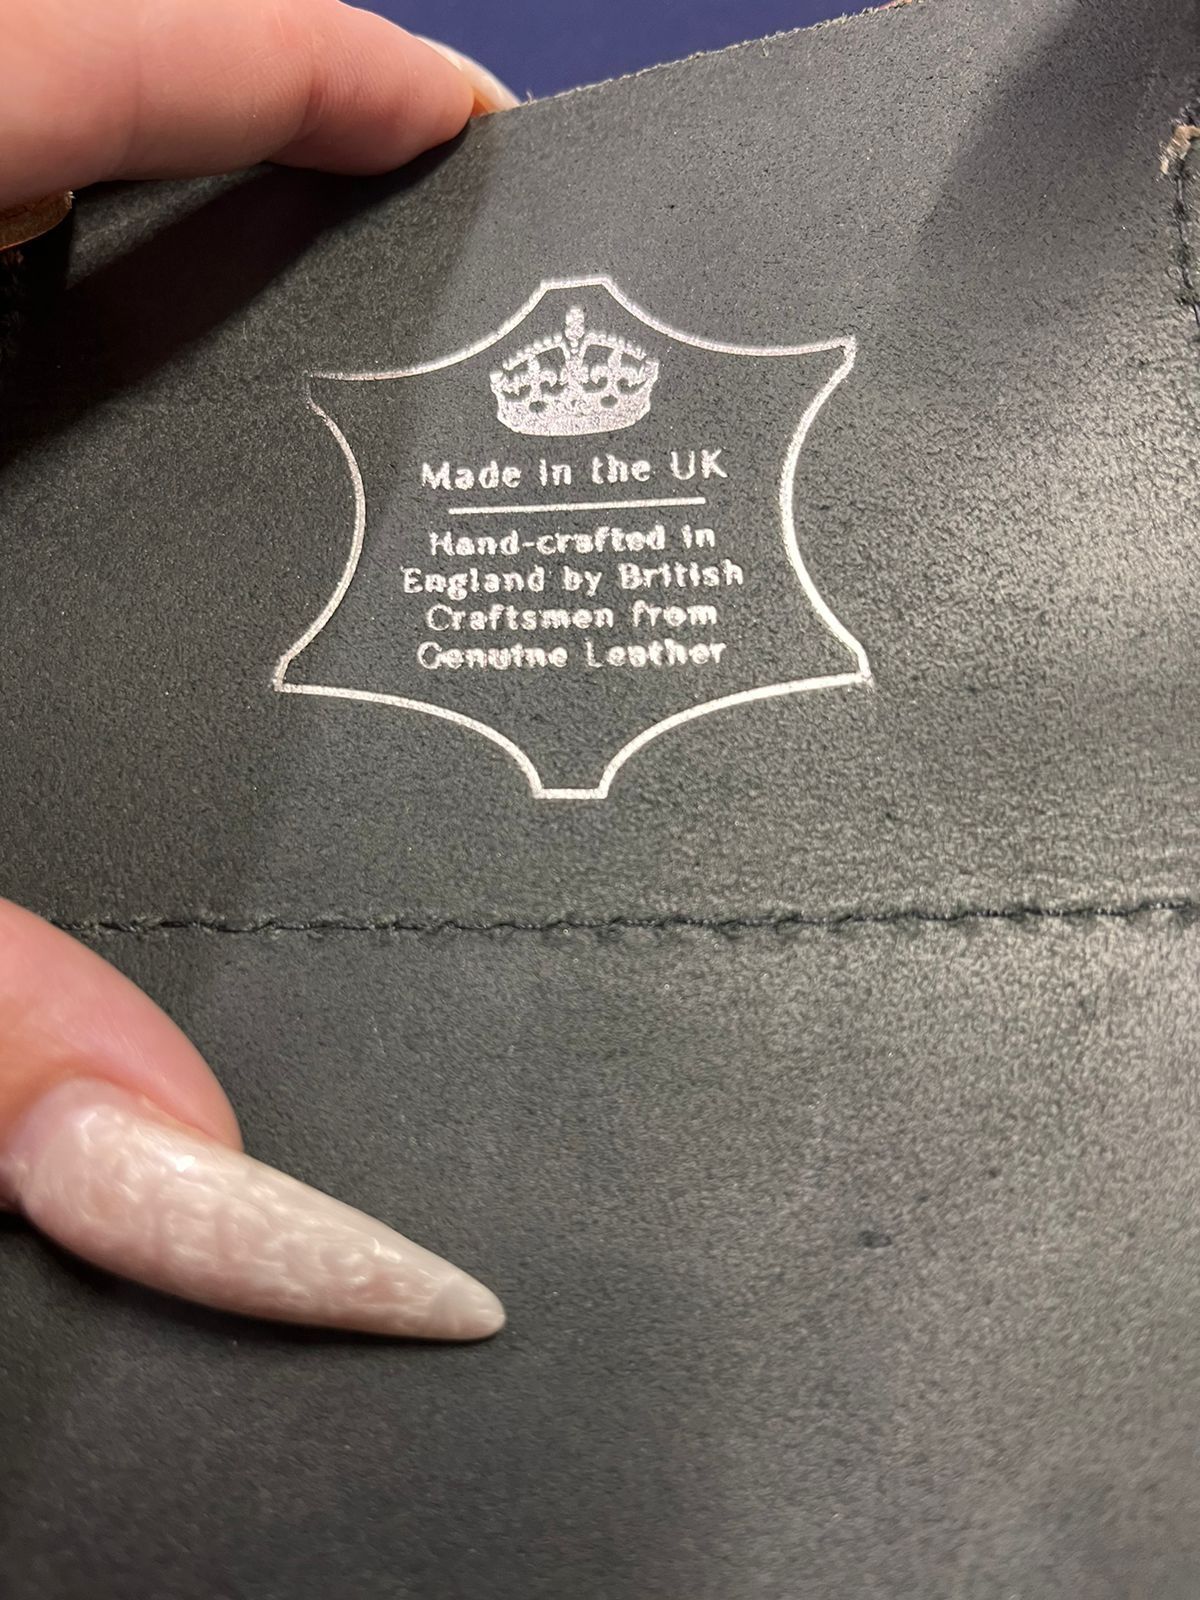 Made in the UK
Hand-crafted in
England by British
Craftsmen from
Genuine Leather